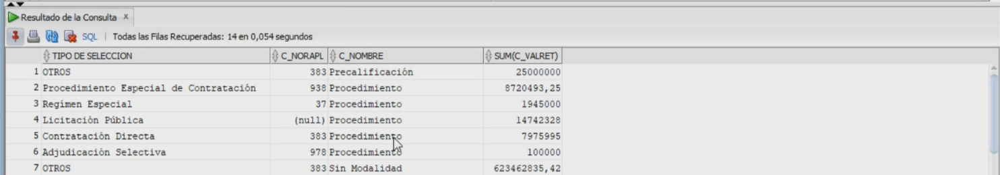 Resultado de la Consulta x
SQL | Todas las Filas Recuperadas: 14 en 0,054 segundos
TIPO DE SELECCION C_NORAPL C_NOMBRE SUM(C_VALRET)
1 OTROS 383 Precalificación 25000000
2 Procedimiento Especial de Contratación 938 Procedimiento 8720493,25
3 Regímen Especial 37 Procedimiento 1945000
4 Licitación Pública (null) Procedimiento 14742328
5 Contratación Directa 383 Procedimiento 7975995
6 Adjudicación Selectiva 978 Procedimiento 100000
7 OTROS 383 Sin Modalidad 623462835,42